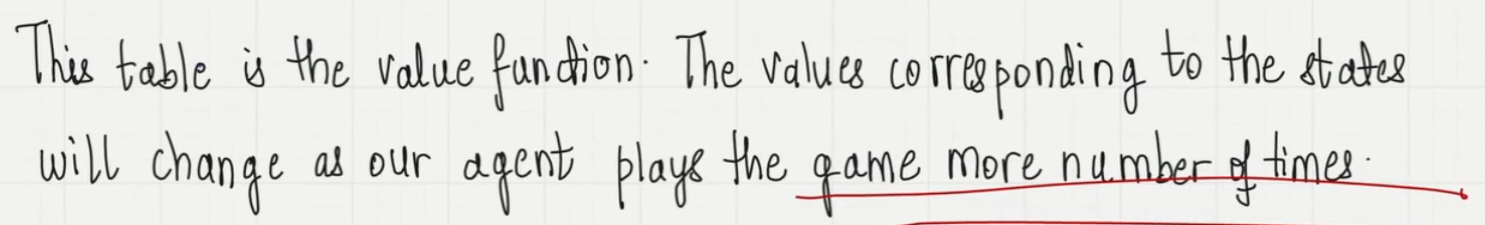 This table is the value function. The values corresponding to the states
will change as our agent plays the game more number of times.